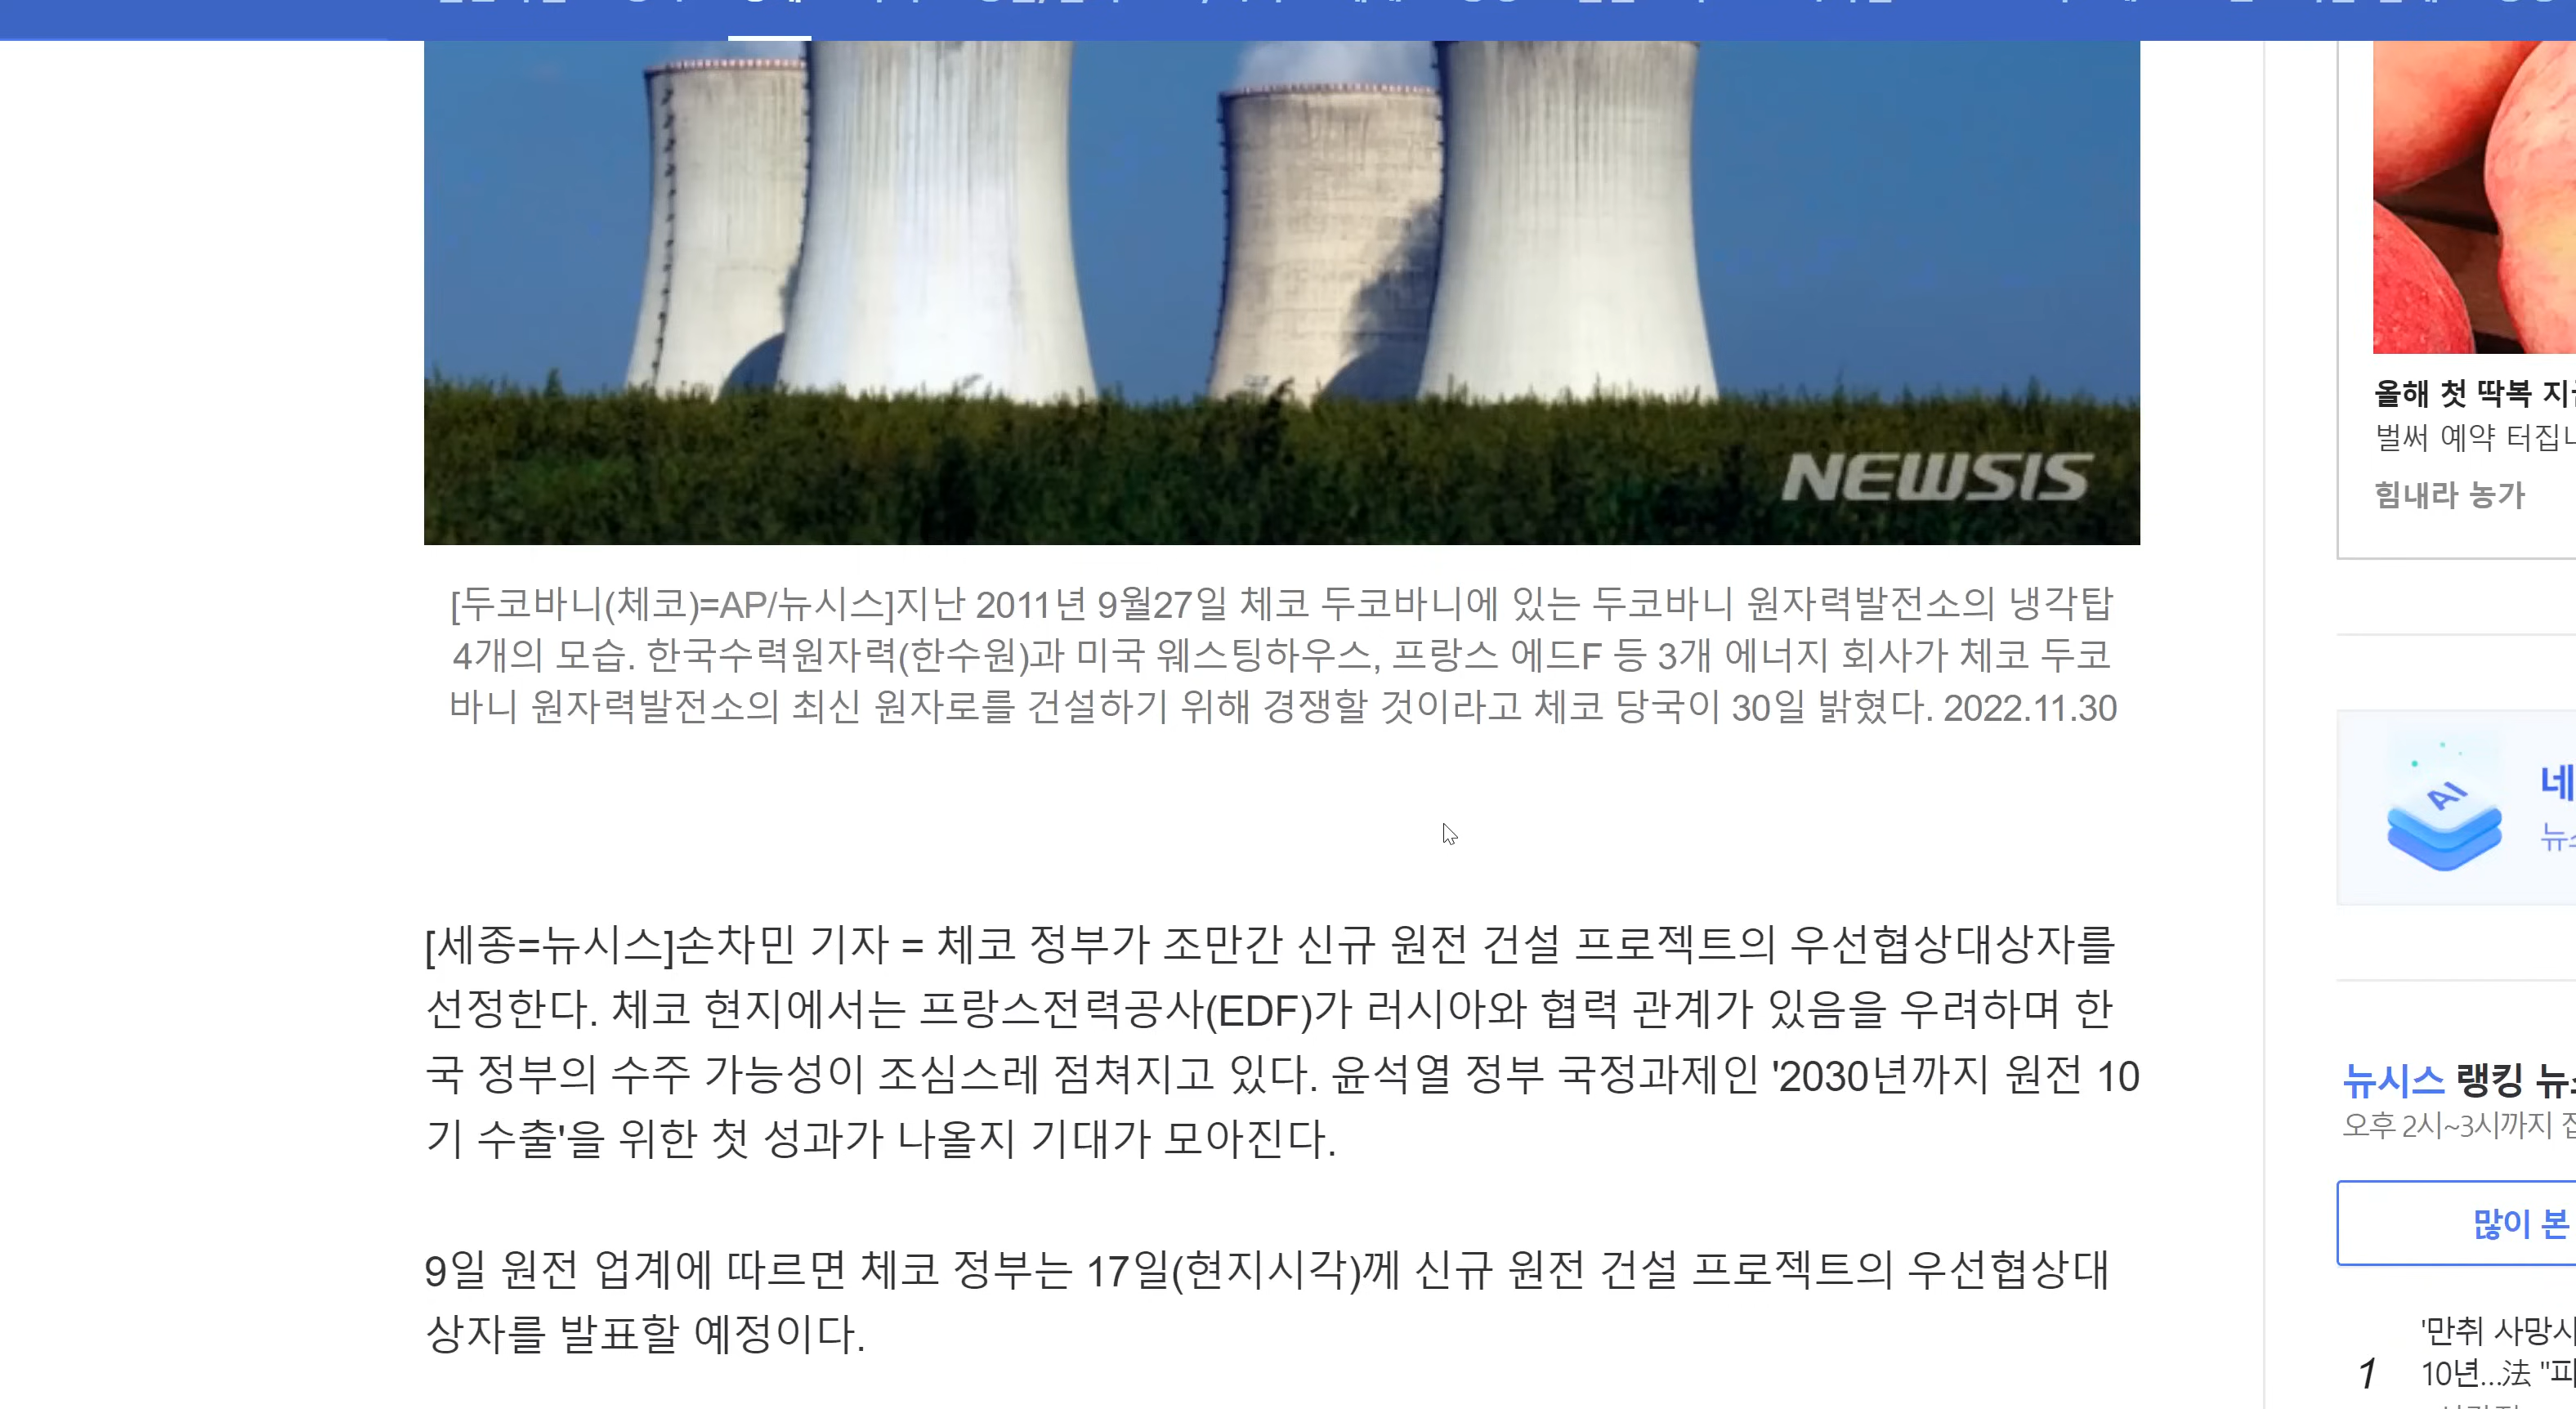 NEWSIS
[두코바니(체코)=AP/뉴시스]지난 2011년 9월27일 체코 두코바니에 있는 두코바니 원자력발전소의 냉각탑
4개의 모습. 한국수력원자력(한수원)과 미국 웨스팅하우스, 프랑스 에드F 등 3개 에너지 회사가 체코 두코
바니 원자력발전소의 최신 원자로를 건설하기 위해 경쟁할 것이라고 체코 당국이 30일 밝혔다. 2022.11.30
[세종=뉴시스]손차민 기자 = 체코 정부가 조만간 신규 원전 건설 프로젝트의 우선협상대상자를
선정한다. 체코 현지에서는 프랑스전력공사(EDF)가 러시아와 협력 관계가 있음을 우려하며 한
국 정부의 수주 가능성이 조심스레 점쳐지고 있다. 윤석열 정부 국정과제인 '2030년까지 원전 10
기 수출'을 위한 첫 성과가 나올지 기대가 모아진다.
9일 원전 업계에 따르면 체코 정부는 17일(현지시각)께 신규 원전 건설 프로젝트의 우선협상대
상자를 발표할 예정이다.
올해 첫 딱복
벌써 예약
힘내라 농가
AI
네
뉴시스 랭킹
오후 2시~3시까지
많이 본
1
'만취
10년...法